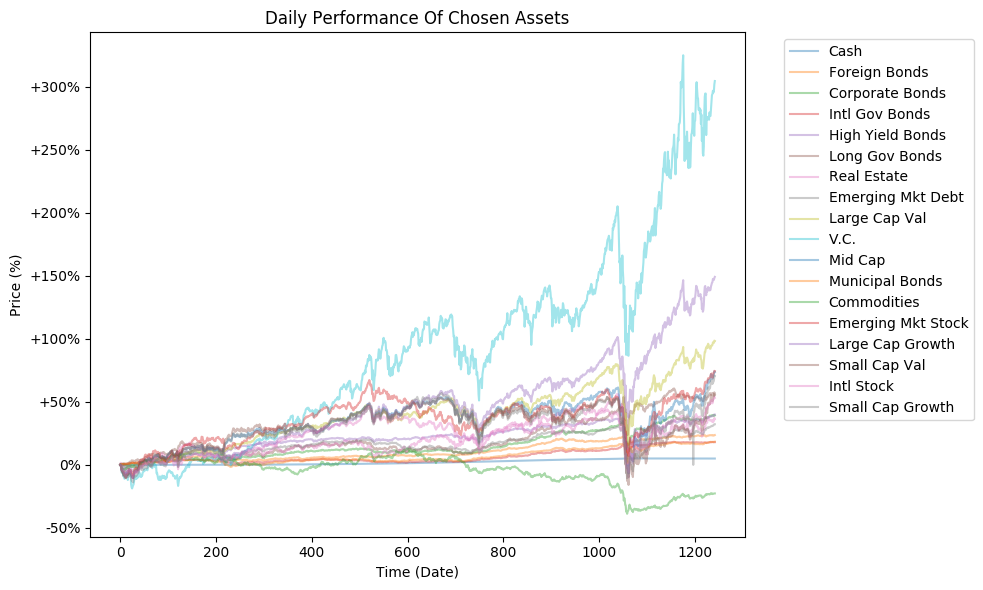 Daily Performance Of Chosen Assets
Price (%)
+300%
+250%
+200%
+150%
+100%
+50%
0%
-50%
0 200 400 600 800 1000 1200
Time (Date)
Cash
Foreign Bonds
Corporate Bonds
Intl Gov Bonds
High Yield Bonds
Long Gov Bonds
Real Estate
Emerging Mkt Debt
Large Cap Val
V.C.
Mid Cap
Municipal Bonds
Commodities
Emerging Mkt Stock
Large Cap Growth
Small Cap Val
Intl Stock
Small Cap Growth